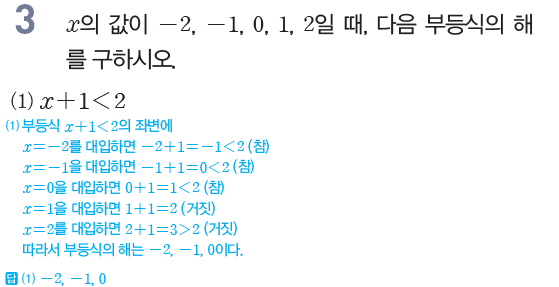 3 x의 값이 −2, −1, 0, 1, 2일 때, 다음 부등식의 해
를 구하시오.
(1) x+1<2
(1) 부등식 x+1<2의 좌변에
x=−2를 대입하면 −2+1=−1<2 (참)
x=−1을 대입하면 −1+1=0<2 (참)
x=0을 대입하면 0+1=1<2 (참)
x=1을 대입하면 1+1=2 (거짓)
x=2를 대입하면 2+1=3>2 (거짓)
따라서 부등식의 해는 −2, −1, 0이다.
답 (1) −2, −1, 0